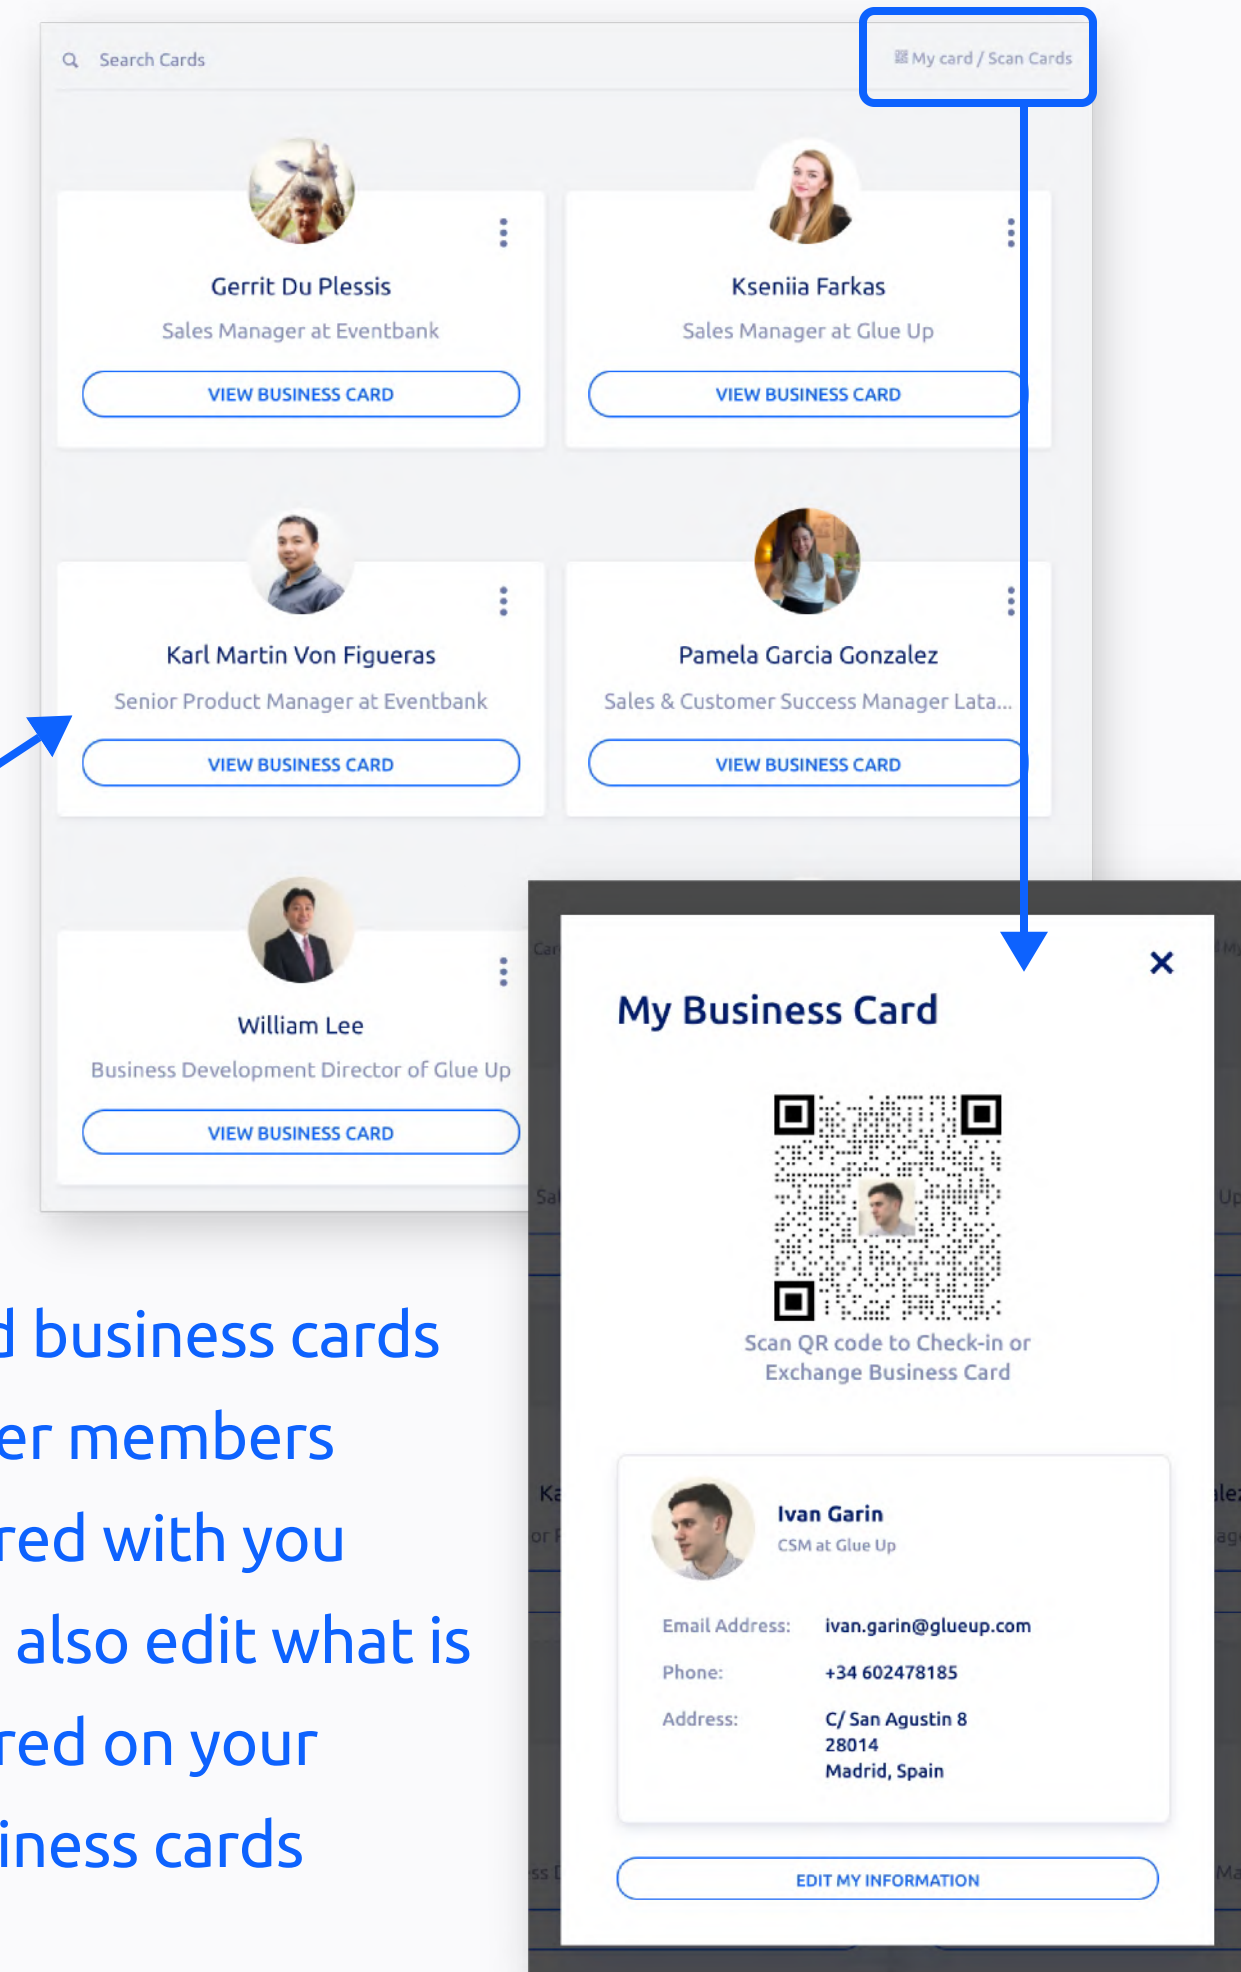 Search Cards
My card / Scan Cards
Gerrit Du Plessis
Sales Manager at Eventbank
VIEW BUSINESS CARD
Kseniia Farkas
Sales Manager at Glue Up
VIEW BUSINESS CARD
Karl Martin Von Figueras
Senior Product Manager at Eventbank
VIEW BUSINESS CARD
Pamela Garcia Gonzalez
Sales & Customer Success Manager Lata...
VIEW BUSINESS CARD
William Lee
Business Development Director of Glue Up
VIEW BUSINESS CARD
My Business Card
Scan QR code to Check-in or
Exchange Business Card
Ivan Garin
CSM at Glue Up
Email Address: ivan.garin@glueup.com
Phone: +34 602478185
Address: C/ San Agustin 8
28014
Madrid, Spain
EDIT MY INFORMATION
d business cards
er members
red with you
also edit what is
red on your
iness cards